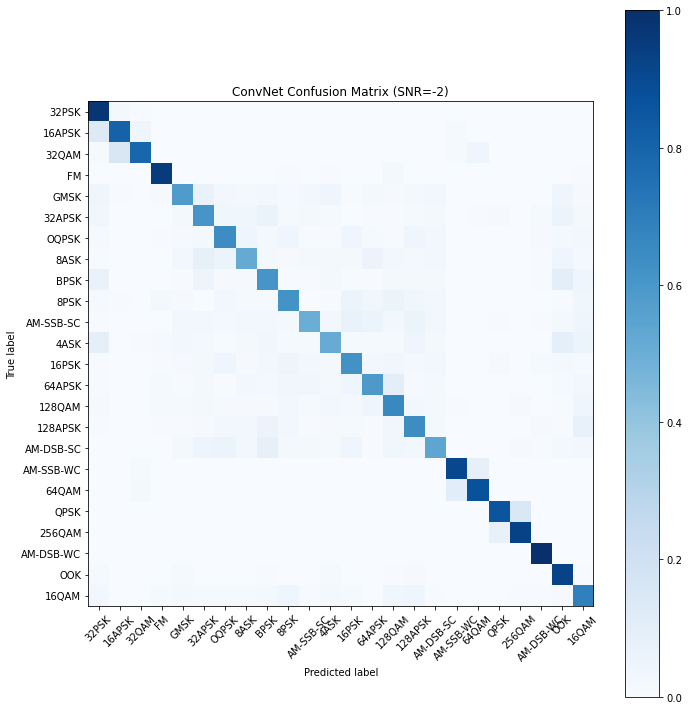 ConvNet Confusion Matrix (SNR=-2)
True label
32PSK
16APSK
32QAM
FM
GMSK
32APSK
OQPSK
8ASK
BPSK
8PSK
AM-SSB-SC
4ASK
16PSK
64APSK
128QAM
128APSK
AM-DSB-SC
AM-SSB-WC
64QAM
QPSK
256QAM
AM-DSB-WC
OOK
16QAM
32PSK
16APSK
32QAM
FM
GMSK
32APSK
OQPSK
8ASK
BPSK
8PSK
AM-SSB-SC
4ASK
16PSK
64APSK
128QAM
128APSK
AM-DSB-SC
AM-SSB-WC
64QAM
QPSK
256QAM
AM-DSB-WC
OOK
16QAM
Predicted label
1.0
0.8
0.6
0.4
0.2
0.0